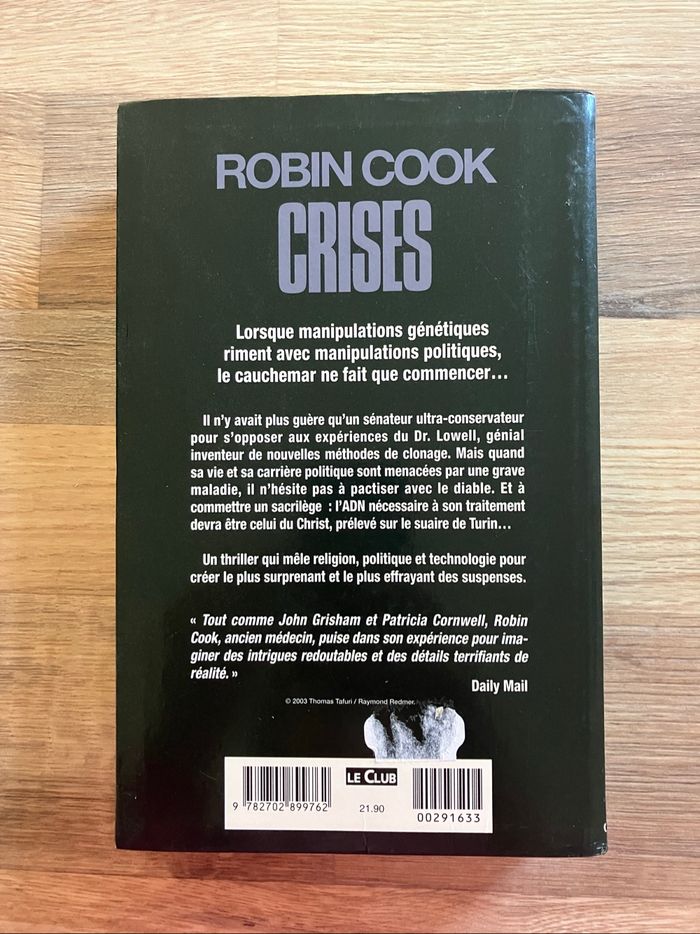 ROBIN COOK
CRISES
Lorsque manipulations génétiques
riment avec manipulations politiques,
le cauchemar ne fait que commencer…
Il n'y avait plus guère qu'un sénateur ultra-conservateur
pour s'opposer aux expériences du Dr. Lowell, génial
inventeur de nouvelles méthodes de clonage. Mais quand
sa vie et sa carrière politique sont menacées par une grave
maladie, il n'hésite pas à pactiser avec le diable. Et à
commettre un sacrilège : l'ADN nécessaire à son traitement
devra être celui du Christ, prélevé sur le suaire de Turin…
Un thriller qui mêle religion, politique et technologie pour
créer le plus surprenant et le plus effrayant des suspenses.
« Tout comme John Grisham et Patricia Cornwell, Robin
Cook, ancien médecin, puise dans son expérience pour ima-
giner des intrigues redoutables et des détails terrifiants de
réalité. »
Daily Mail
© 2003 Thomas Tafuri / Raymond Redmer.
LE CLUB
9 782702 899762
21.90
00291633